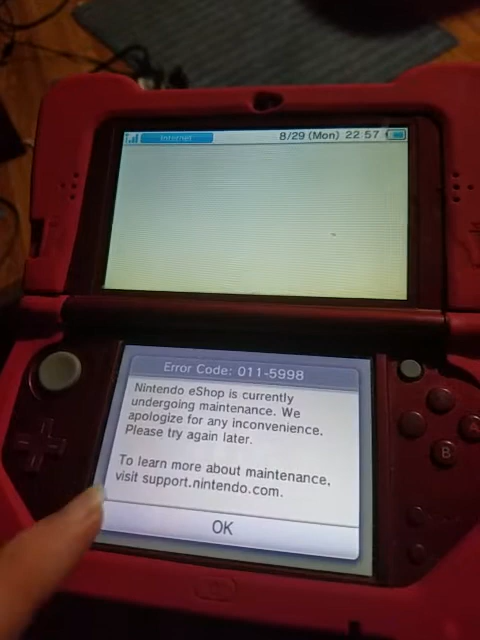 Internet
8/29 (Mon) 22:57
Error Code: 011-5998
Nintendo eShop is currently
undergoing maintenance. We
apologize for any inconvenience.
Please try again later.
To learn more about maintenance,
visit support.nintendo.com.
OK
X
Y
A
B